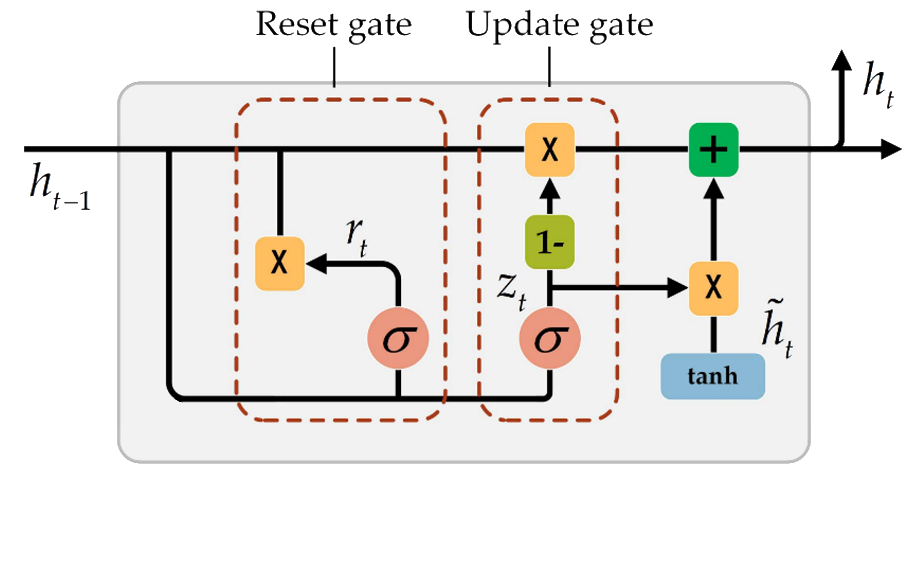 Reset gate
Update gate
h_t
h_{t-1}
X
+
r_t
1-
X
z_t
X
σ
σ
h̃_t
tanh